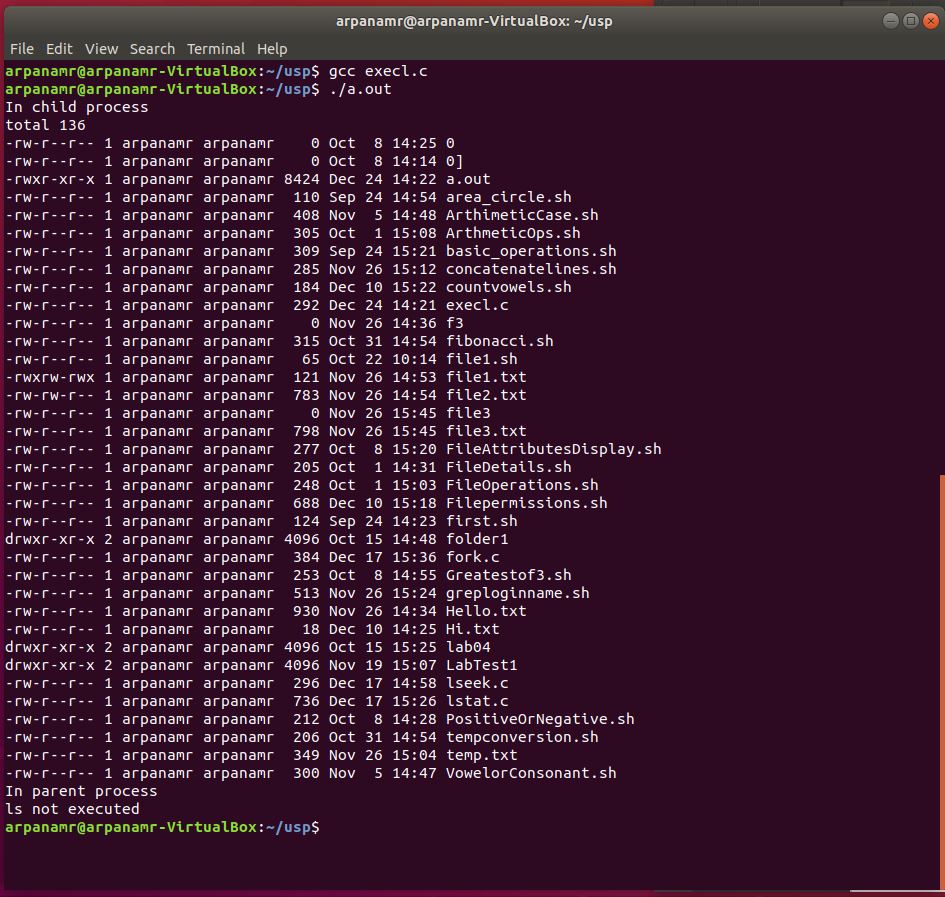 arpanamr@arpanamr-VirtualBox: ~/usp
File Edit View Search Terminal Help
arpanamr@arpanamr-VirtualBox:~/usp$ gcc execl.c
arpanamr@arpanamr-VirtualBox:~/usp$ ./a.out
In child process
total 136
-rw-r--r-- 1 arpanamr arpanamr    0 Oct  8 14:25 0
-rw-r--r-- 1 arpanamr arpanamr    0 Oct  8 14:14 0]
-rwxr-xr-x 1 arpanamr arpanamr 8424 Dec 24 14:22 a.out
-rw-r--r-- 1 arpanamr arpanamr  110 Sep 24 14:54 area_circle.sh
-rw-r--r-- 1 arpanamr arpanamr  408 Nov  5 14:48 ArthimeticCase.sh
-rw-r--r-- 1 arpanamr arpanamr  305 Oct  1 15:08 ArthmeticOps.sh
-rw-r--r-- 1 arpanamr arpanamr  309 Sep 24 15:21 basic_operations.sh
-rw-r--r-- 1 arpanamr arpanamr  285 Nov 26 15:12 concatenatelines.sh
-rw-r--r-- 1 arpanamr arpanamr  184 Dec 10 15:22 countvowels.sh
-rw-r--r-- 1 arpanamr arpanamr  292 Dec 24 14:21 execl.c
-rw-r--r-- 1 arpanamr arpanamr    0 Nov 26 14:36 f3
-rw-r--r-- 1 arpanamr arpanamr  315 Oct 31 14:54 fibonacci.sh
-rw-r--r-- 1 arpanamr arpanamr   65 Oct 22 10:14 file1.sh
-rwxrw-rwx 1 arpanamr arpanamr  121 Nov 26 14:53 file1.txt
-rw-rw-r-- 1 arpanamr arpanamr  783 Nov 26 14:54 file2.txt
-rw-r--r-- 1 arpanamr arpanamr    0 Nov 26 15:45 file3
-rw-r--r-- 1 arpanamr arpanamr  798 Nov 26 15:45 file3.txt
-rw-r--r-- 1 arpanamr arpanamr  277 Oct  8 15:20 FileAttributesDisplay.sh
-rw-r--r-- 1 arpanamr arpanamr  205 Oct  1 14:31 FileDetails.sh
-rw-r--r-- 1 arpanamr arpanamr  248 Oct  1 15:03 FileOperations.sh
-rw-r--r-- 1 arpanamr arpanamr  688 Dec 10 15:18 Filepermissions.sh
-rw-r--r-- 1 arpanamr arpanamr  124 Sep 24 14:23 first.sh
drwxr-xr-x 2 arpanamr arpanamr 4096 Oct 15 14:48 folder1
-rw-r--r-- 1 arpanamr arpanamr  384 Dec 17 15:36 fork.c
-rw-r--r-- 1 arpanamr arpanamr  253 Oct  8 14:55 Greatestof3.sh
-rw-r--r-- 1 arpanamr arpanamr  513 Nov 26 15:24 greploginname.sh
-rw-r--r-- 1 arpanamr arpanamr  930 Nov 26 14:34 Hello.txt
-rw-r--r-- 1 arpanamr arpanamr   18 Dec 10 14:25 Hi.txt
drwxr-xr-x 2 arpanamr arpanamr 4096 Oct 15 15:25 lab04
drwxr-xr-x 2 arpanamr arpanamr 4096 Nov 19 15:07 LabTest1
-rw-r--r-- 1 arpanamr arpanamr  296 Dec 17 14:58 lseek.c
-rw-r--r-- 1 arpanamr arpanamr  736 Dec 17 15:26 lstat.c
-rw-r--r-- 1 arpanamr arpanamr  212 Oct  8 14:28 PositiveOrNegative.sh
-rw-r--r-- 1 arpanamr arpanamr  206 Oct 31 14:54 tempconversion.sh
-rw-r--r-- 1 arpanamr arpanamr  349 Nov 26 15:04 temp.txt
-rw-r--r-- 1 arpanamr arpanamr  300 Nov  5 14:47 VowelorConsonant.sh
In parent process
ls not executed
arpanamr@arpanamr-VirtualBox:~/usp$